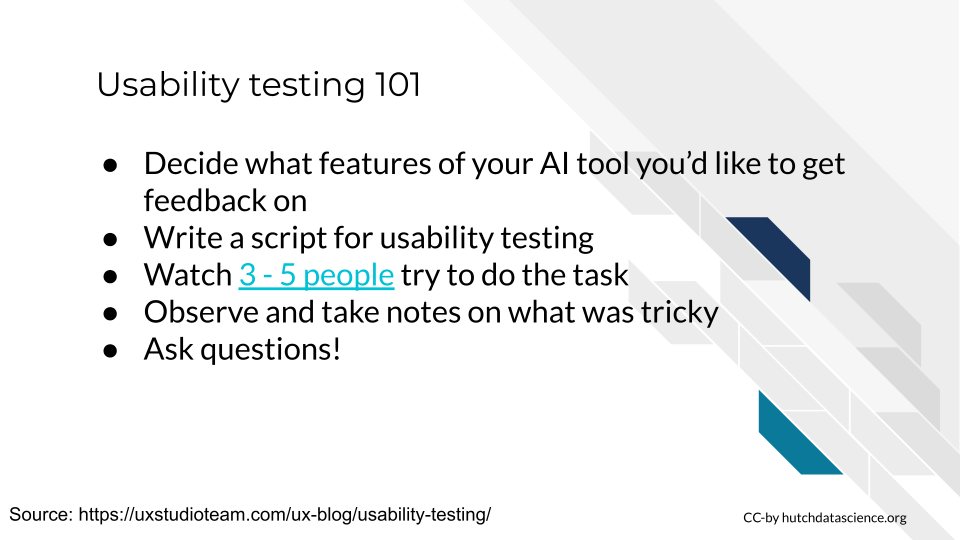 Usability testing 101
● Decide what features of your AI tool you’d like to get
feedback on
● Write a script for usability testing
● Watch 3 - 5 people try to do the task
● Observe and take notes on what was tricky
● Ask questions!
Source: https://uxstudioteam.com/ux-blog/usability-testing/
CC-by hutchdatascience.org